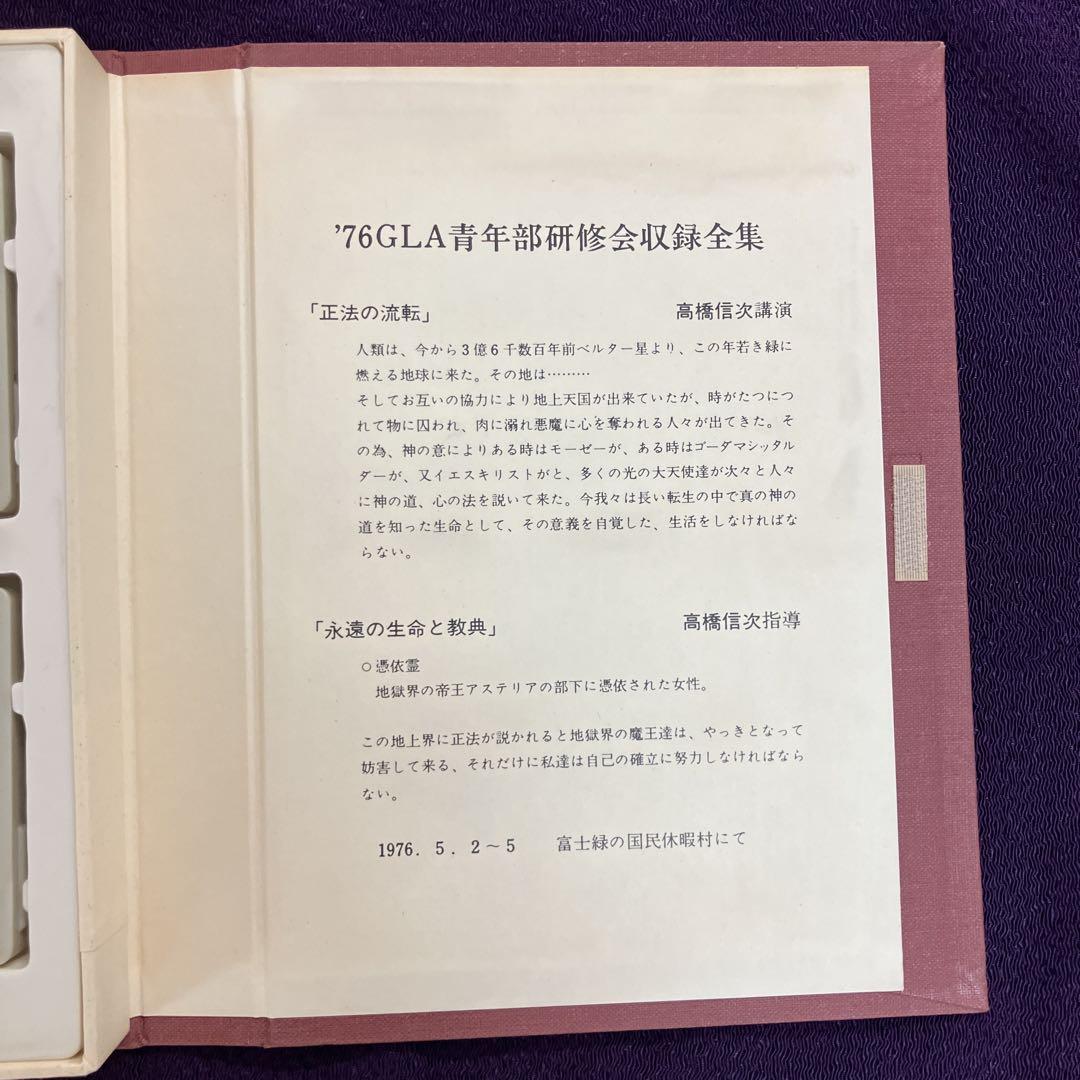 ’76GLA青年部研修会収録全集
「正法の流転」 高橋信次講演
人類は、今から3億6千数百年前ベルター星より、この年若き緑に
燃える地球に来た。その地は………
そしてお互いの協力により地上天国が出来ていたが、時がたつにつ
れて物に囚われ、肉に溺れ悪魔に心を奪われる人々が出てきた。そ
の為、神の意によりある時はモーゼーが、ある時はゴーダマシッタル
ダーが、又イエスキリストがと、多くの光の大天使達が次々と人々
に神の道、心の法を説いて来た。今我々は長い転生の中で真の神の
道を知った生命として、その意義を自覚した、生活をしなければな
らない。
「永遠の生命と教典」 高橋信次指導
○憑依霊
地獄界の帝王アステリアの部下に憑依された女性。
この地上界に正法が説かれると地獄界の魔王達は、やっきとなって
妨害して来る、それだけに私達は自己の確立に努力しなければなら
ない。
1976．5．2～5 富士緑の国民休暇村にて